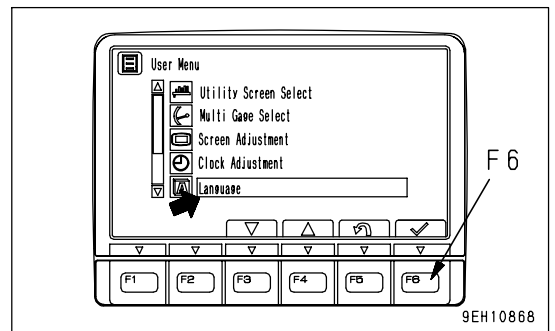 User Menu
Utility Screen Select
Multi Gage Select
Screen Adjustment
Clock Adjustment
A Language
F6
F1 F2 F3 F4 F5 F6
9EH10868